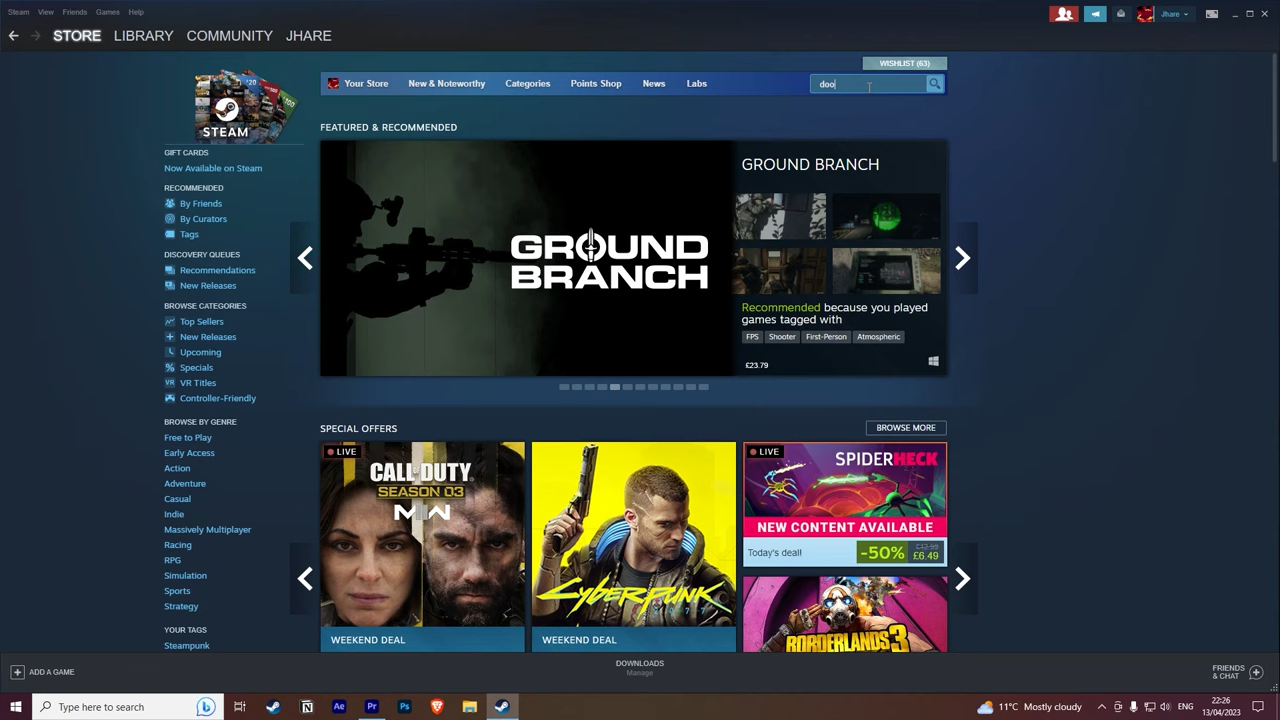 Steam View Friends Games Help
Jhare
STORE LIBRARY COMMUNITY JHARE
WISHLIST (63)
Your Store New & Noteworthy Categories Points Shop News Labs
doo
STEAM
FEATURED & RECOMMENDED
GIFT CARDS
Now Available on Steam
RECOMMENDED
By Friends
By Curators
Tags
DISCOVERY QUEUES
Recommendations
New Releases
BROWSE CATEGORIES
Top Sellers
New Releases
Upcoming
Specials
VR Titles
Controller-Friendly
BROWSE BY GENRE
Free to Play
Early Access
Action
Adventure
Casual
Indie
Massively Multiplayer
Racing
RPG
Simulation
Sports
Strategy
YOUR TAGS
Steampunk
GROUND
BRANCH
GROUND BRANCH
Recommended because you played
games tagged with
FPS Shooter First-Person Atmospheric
£23.79
SPECIAL OFFERS
BROWSE MORE
LIVE
CALL OF DUTY
SEASON 03
MW
WEEKEND DEAL
CYBERPUNK
WEEKEND DEAL
LIVE
SPIDERHECK
NEW CONTENT AVAILABLE
Today's deal!
-50%
£12.99
£6.49
BORDERLANDS 3
ADD A GAME
DOWNLOADS
Manage
FRIENDS
& CHAT
Type here to search
11°C Mostly cloudy
22:26
13/04/2023